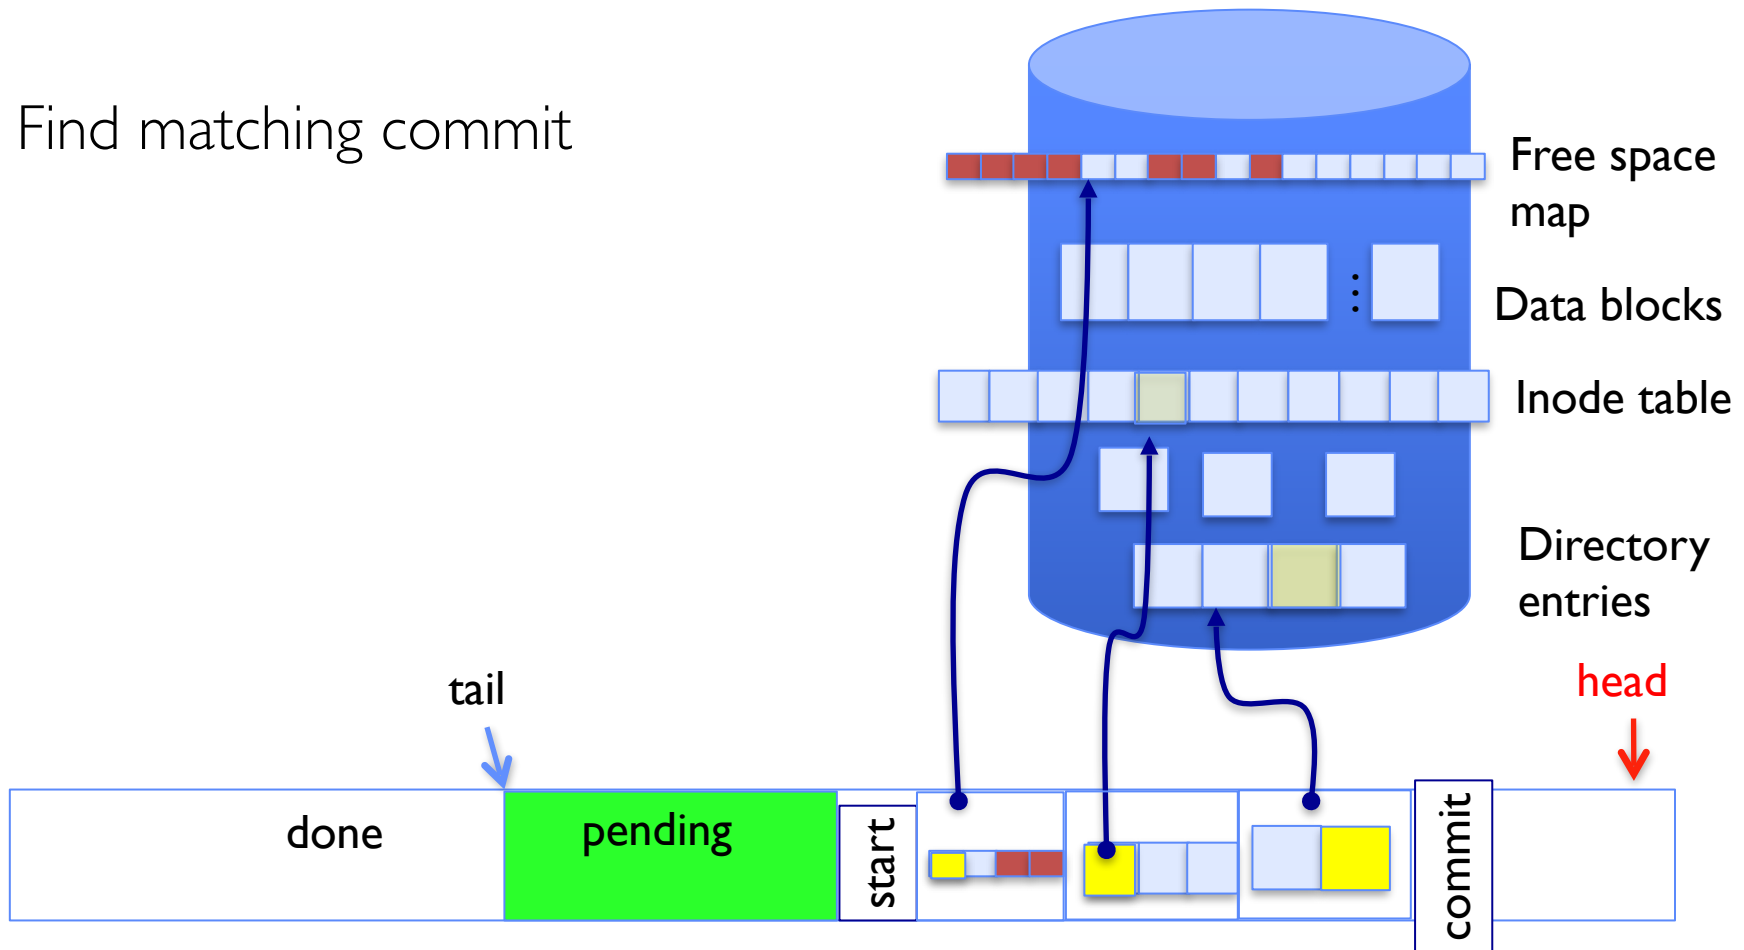 Find matching commit
Free space
map
Data blocks
Inode table
Directory
entries
head
tail
done
pending
start
commit